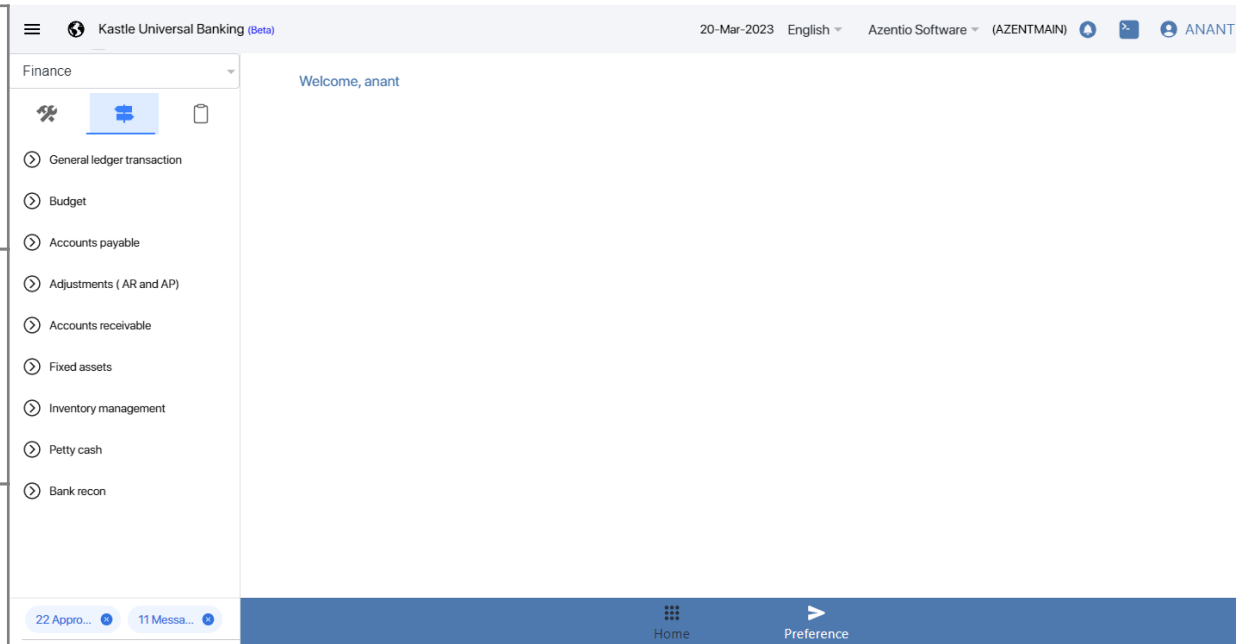 Kastle Universal Banking (Beta)
20-Mar-2023 English Azentio Software (AZENTMAIN) ANANT
Finance
Welcome, anant
General ledger transaction
Budget
Accounts payable
Adjustments ( AR and AP)
Accounts receivable
Fixed assets
Inventory management
Petty cash
Bank recon
22 Appro... 11 Messa...
Home Preference